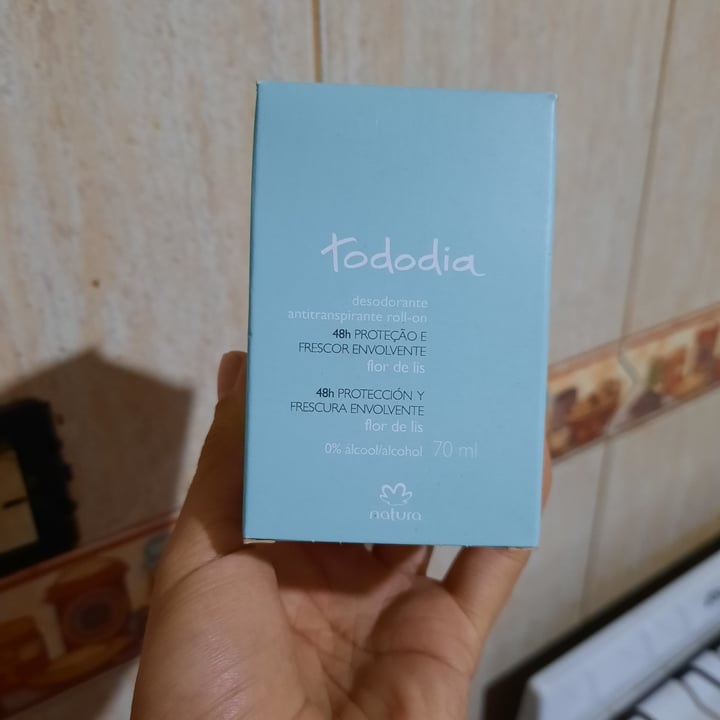 tododia
desodorante
antitranspirante roll-on
48h PROTEÇÃO E
FRESCOR ENVOLVENTE
flor de lis
48h PROTECCIÓN Y
FRESCURA ENVOLVENTE
flor de lis
0% álcool/alcohol 70 ml
natura